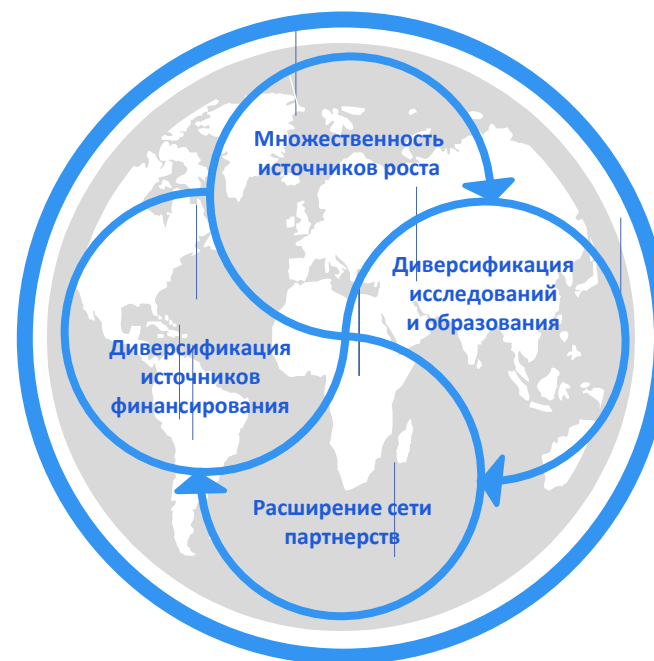 Множественность
источников роста
Диверсификация
исследований
и образования
Диверсификация
источников
финансирования
Расширение сети
партнерств